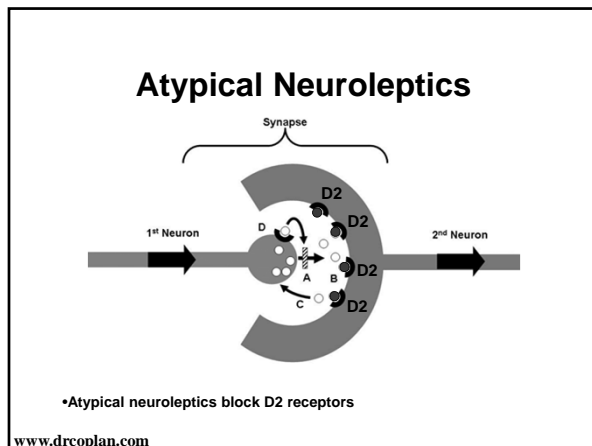 Atypical Neuroleptics
Synapse
D2
D2
D
1st Neuron
2nd Neuron
D2
A
B
C
D2
•Atypical neuroleptics block D2 receptors
www.drcoplan.com